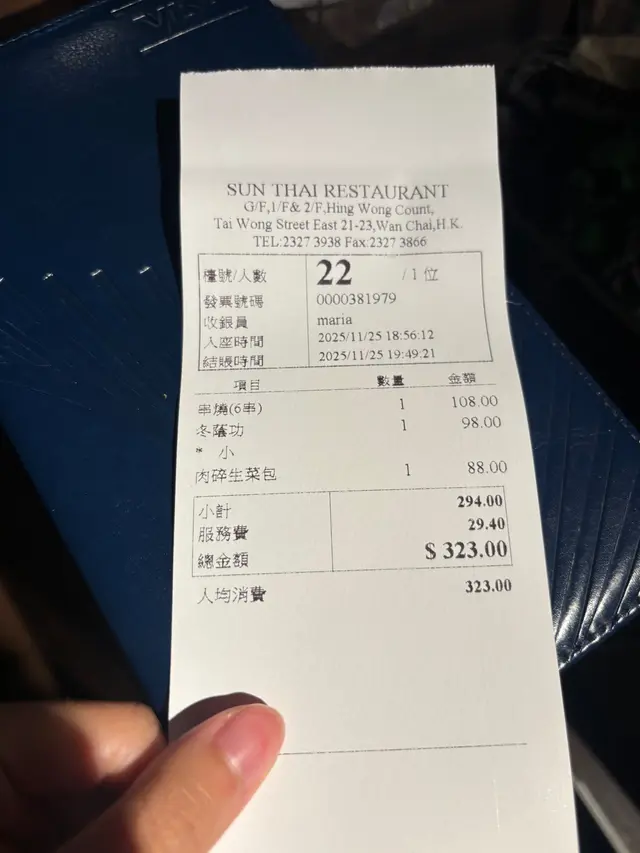 SUN THAI RESTAURANT
G/F,1/F& 2/F,Hing Wong Count,
Tai Wong Street East 21-23,Wan Chai,H.K.
TEL:2327 3938 Fax:2327 3866
檯號/人數 22 /1 位
發票號碼 0000381979
收銀員 maria
入座時間 2025/11/25 18:56:12
結賬時間 2025/11/25 19:49:21
項目 數量 金額
串燒(6串) 1 108.00
冬蔭功 1 98.00
* 小
肉碎生菜包 1 88.00
小計 294.00
服務費 29.40
總金額 $ 323.00
人均消費 323.00